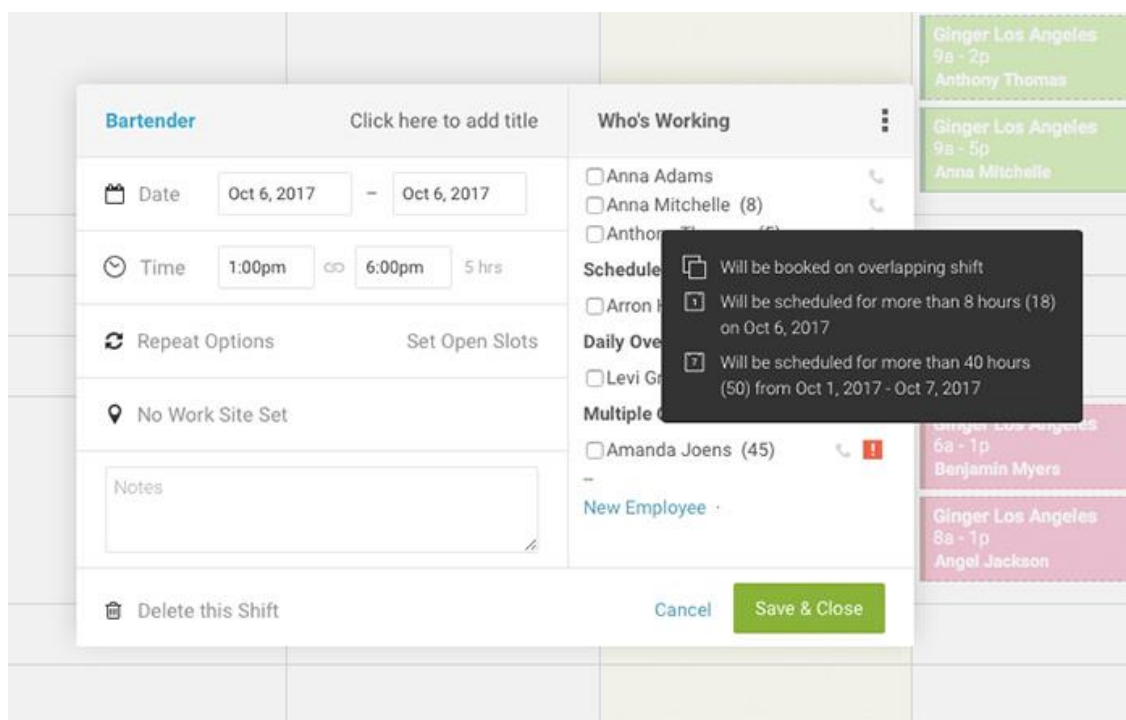 Ginger Los Angeles
9a - 2p
Anthony Thomas
Ginger Los Angeles
9a - 5p
Anna Mitchelle
Bartender
Click here to add title
Date
Oct 6, 2017
–
Oct 6, 2017
Time
1:00pm
6:00pm
5 hrs
Repeat Options
Set Open Slots
No Work Site Set
Notes
Delete this Shift
Who's Working
Anna Adams
Anna Mitchelle (8)
Schedule
Arron
Daily Ove
Levi
Multiple
Amanda Joens (45)
--
New Employee ·
Cancel
Save & Close
Will be booked on overlapping shift
1
Will be scheduled for more than 8 hours (18)
on Oct 6, 2017
7
Will be scheduled for more than 40 hours
(50) from Oct 1, 2017 - Oct 7, 2017
Ginger Los Angeles
6a - 1p
Benjamin Myers
Ginger Los Angeles
8a - 1p
Angel Jackson